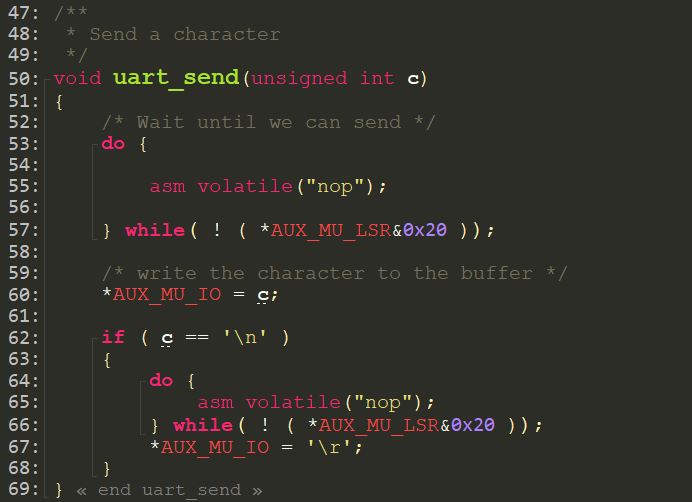 47: /**
48:  * Send a character
49:  */
50: void uart_send(unsigned int c)
51: {
52:     /* Wait until we can send */
53:     do {
54:
55:         asm volatile("nop");
56:
57:     } while( ! ( *AUX_MU_LSR&0x20 ));
58:
59:     /* write the character to the buffer */
60:     *AUX_MU_IO = c;
61:
62:     if ( c == '\n' )
63:     {
64:         do {
65:             asm volatile("nop");
66:         } while( ! ( *AUX_MU_LSR&0x20 ));
67:         *AUX_MU_IO = '\r';
68:     }
69: } « end uart_send »